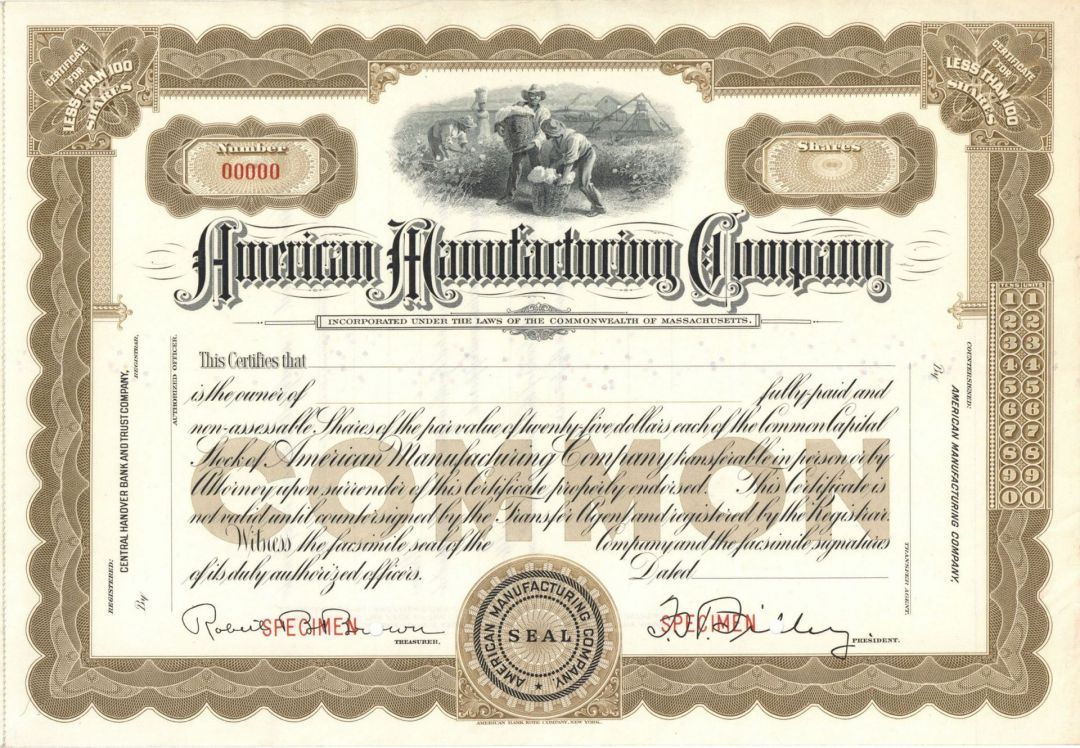 CERTIFICATE
FOR
LESS THAN 100
SHARES
CERTIFICATE
FOR
LESS THAN 100
SHARES
Number
00000
Shares
American Manufacturing Company
INCORPORATED UNDER THE LAWS OF THE COMMONWEALTH OF MASSACHUSETTS.
This Certifies that
is the owner of fully-paid and
non-assessable Shares of the par value of twenty-five dollars each of the Common Capital
Stock of American Manufacturing Company transferable in person or by
Attorney upon surrender of this Certificate properly endorsed. This Certificate is
not valid until countersigned by the Transfer Agent and registered by the Registrar.
Witness the facsimile seal of the Company and the facsimile signatures
of its duly authorized officers. Dated
COMMON
Robert B. Brown
SPECIMEN
TREASURER.
AMERICAN MANUFACTURING COMPANY.
SEAL
SPECIMEN
PRESIDENT.
REGISTERED:
CENTRAL HANOVER BANK AND TRUST COMPANY,
REGISTRAR,
By
AUTHORIZED OFFICER.
COUNTERSIGNED:
AMERICAN MANUFACTURING COMPANY,
By
TRANSFER AGENT.
TENS UNITS
1 1
2 2
3 3
4 4
5 5
6 6
7 7
8 8
9 9
0 0
AMERICAN BANK NOTE COMPANY, NEW YORK.